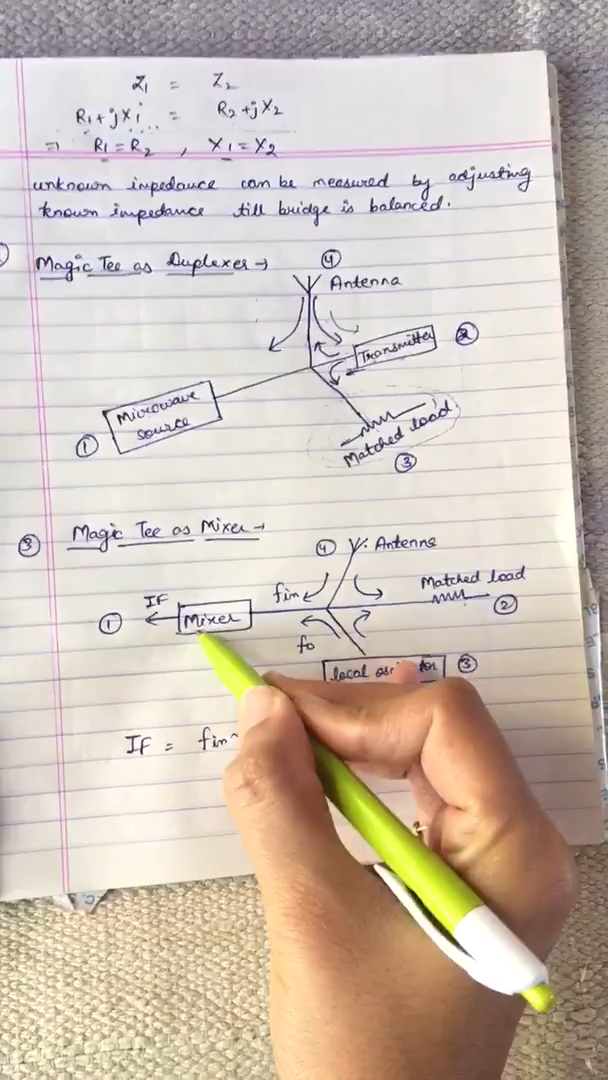 Z1 = Z2
R1+jX1 = R2+jX2
⇒ R1=R2 , X1=X2
unknown impedance can be measured by adjusting
known impedance till bridge is balanced.
Magic Tee as Duplexer→
④
Antenna
Transmitter ②
Microwave
source
①
Matched load
③
③ Magic Tee as Mixer→
④ Antenna
Matched load
②
IF
fin
① Mixer
fo
local ③
IF = fin~